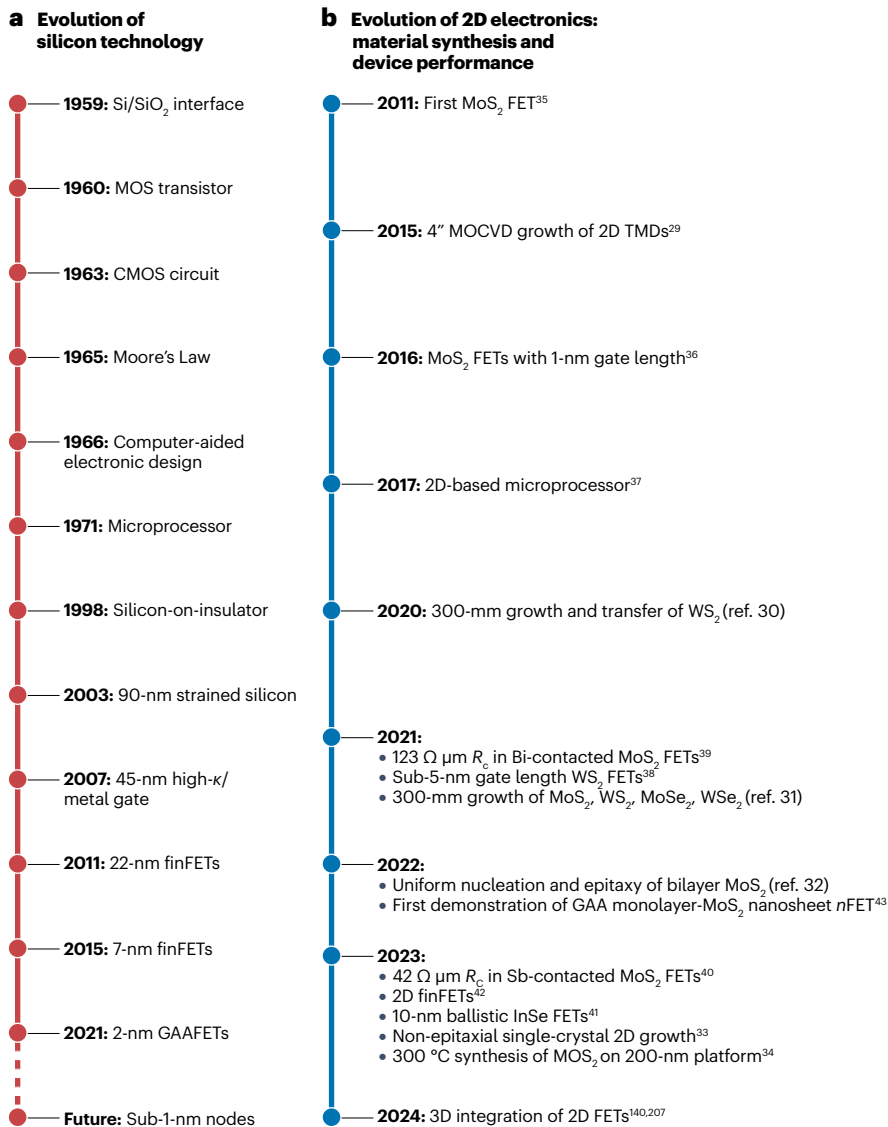 a Evolution of
silicon technology
1959: Si/SiO₂ interface
1960: MOS transistor
1963: CMOS circuit
1965: Moore’s Law
1966: Computer-aided
electronic design
1971: Microprocessor
1998: Silicon-on-insulator
2003: 90-nm strained silicon
2007: 45-nm high-κ/
metal gate
2011: 22-nm finFETs
2015: 7-nm finFETs
2021: 2-nm GAAFETs
Future: Sub-1-nm nodes
b Evolution of 2D electronics:
material synthesis and
device performance
2011: First MoS₂ FET³⁵
2015: 4″ MOCVD growth of 2D TMDs²⁹
2016: MoS₂ FETs with 1-nm gate length³⁶
2017: 2D-based microprocessor³⁷
2020: 300-mm growth and transfer of WS₂ (ref. 30)
2021:
• 123 Ω µm R꜀ in Bi-contacted MoS₂ FETs³⁹
• Sub-5-nm gate length WS₂ FETs³⁸
• 300-mm growth of MoS₂, WS₂, MoSe₂, WSe₂ (ref. 31)
2022:
• Uniform nucleation and epitaxy of bilayer MoS₂ (ref. 32)
• First demonstration of GAA monolayer-MoS₂ nanosheet nFET⁴³
2023:
• 42 Ω µm R_C in Sb-contacted MoS₂ FETs⁴⁰
• 2D finFETs⁴²
• 10-nm ballistic InSe FETs⁴¹
• Non-epitaxial single-crystal 2D growth³³
• 300 °C synthesis of MOS₂ on 200-nm platform³⁴
2024: 3D integration of 2D FETs¹⁴⁰,²⁰⁷